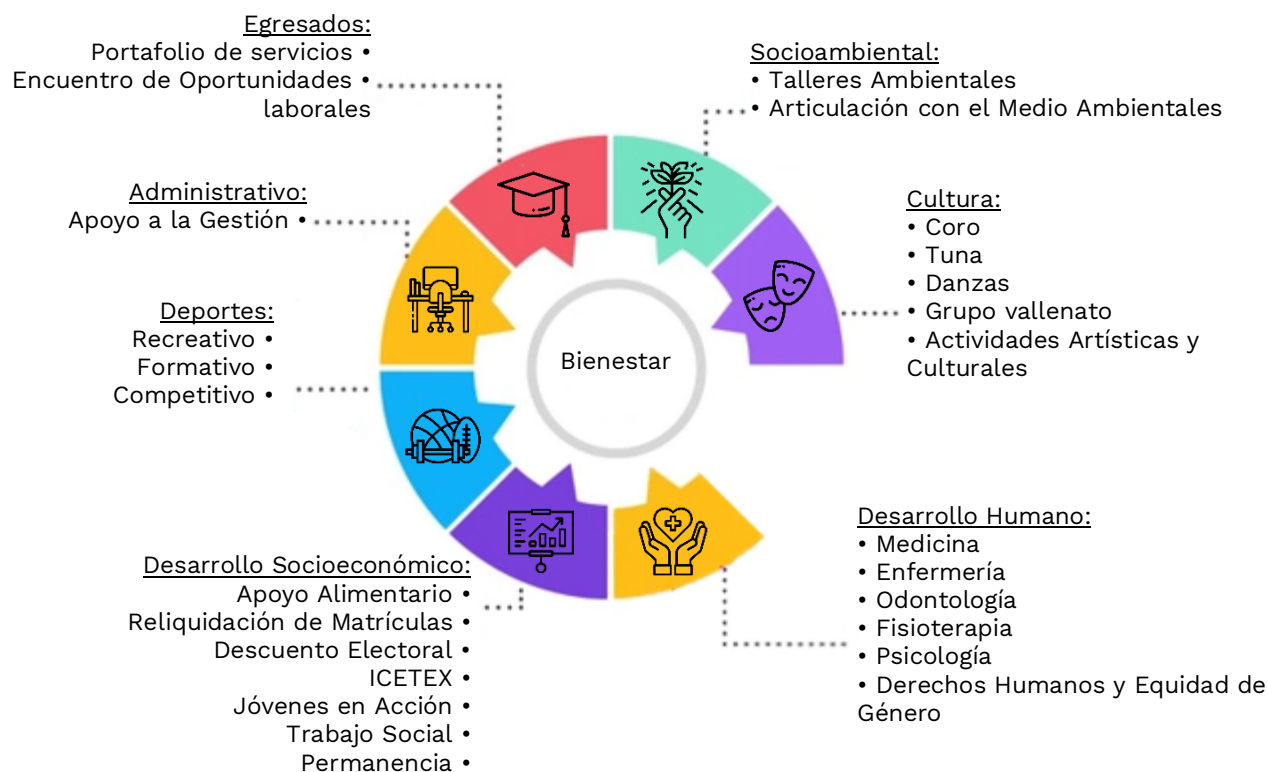 Egresados:
Portafolio de servicios •
Encuentro de Oportunidades •
laborales
Socioambiental:
• Talleres Ambientales
• Articulación con el Medio Ambientales
Administrativo:
Apoyo a la Gestión •
Cultura:
• Coro
• Tuna
• Danzas
• Grupo vallenato
• Actividades Artísticas y
Culturales
Deportes:
Recreativo •
Formativo •
Competitivo •
Bienestar
Desarrollo Socioeconómico:
Apoyo Alimentario •
Reliquidación de Matrículas •
Descuento Electoral •
ICETEX •
Jóvenes en Acción •
Trabajo Social •
Permanencia •
Desarrollo Humano:
• Medicina
• Enfermería
• Odontología
• Fisioterapia
• Psicología
• Derechos Humanos y Equidad de
Género